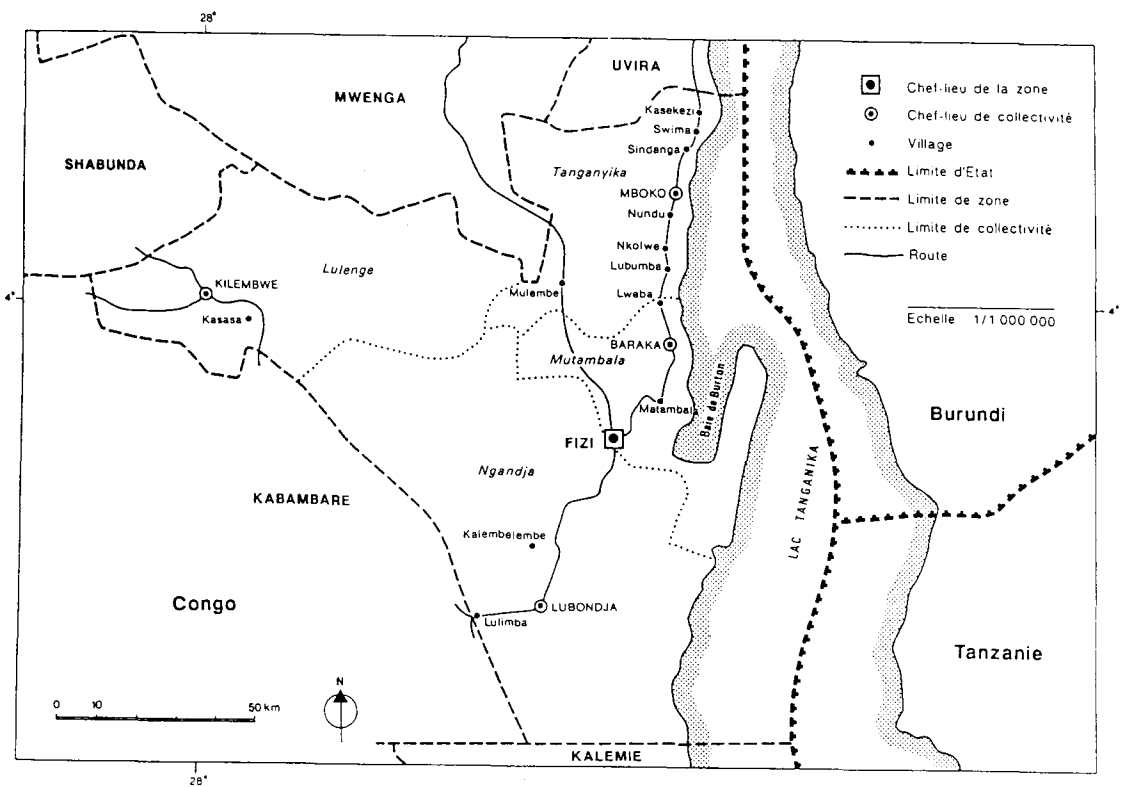 28°
UVIRA
MWENGA
Kasekezi
Swima
SHABUNDA
Sindanga
Tanganyika
MBOKO
Nundu
Nkolwe
Lulenge
Lubumba
KILEMBWE
Mulembe
Lweba
4°
4°
Kasasa
BARAKA
Mutambala
Matambala
Baie de Burton
FIZI
Burundi
Ngandja
KABAMBARE
LAC TANGANIKA
Kalembelembe
Congo
LUBONDJA
Lulimba
Tanzanie
0 10 50 km
N
KALEMIE
28°
Chef-lieu de la zone
Chef-lieu de collectivité
Village
Limite d'Etat
Limite de zone
Limite de collectivité
Route
Echelle 1/1 000 000